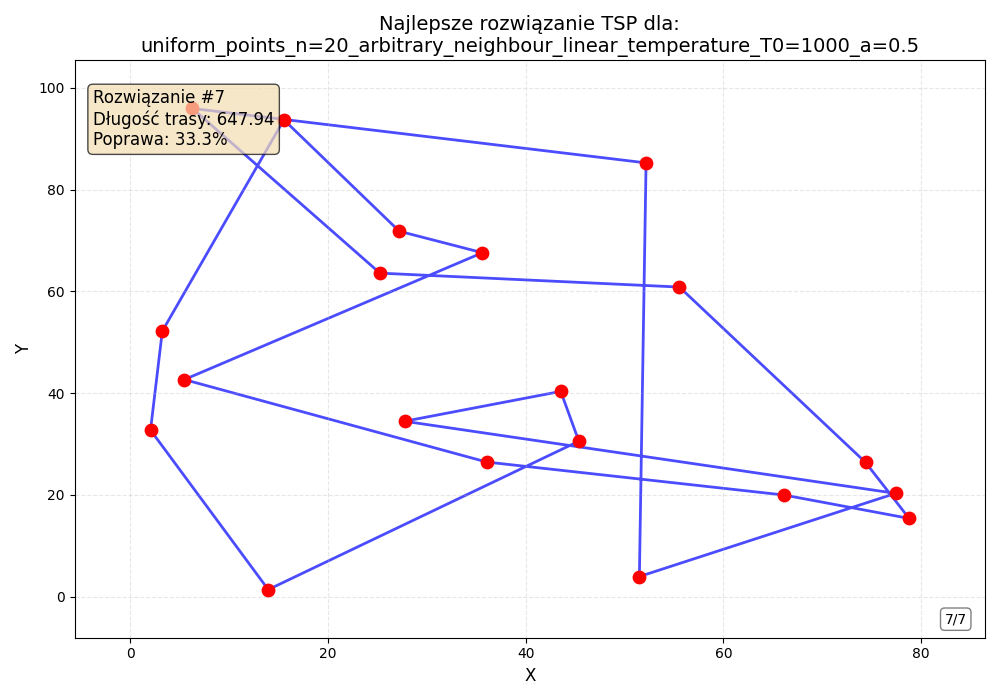 Najlepsze rozwiązanie TSP dla:
uniform_points_n=20_arbitrary_neighbour_linear_temperature_T0=1000_a=0.5
Rozwiązanie #7
Długość trasy: 647.94
Poprawa: 33.3%
100
80
60
40
20
0
Y
7/7
0 20 40 60 80
X